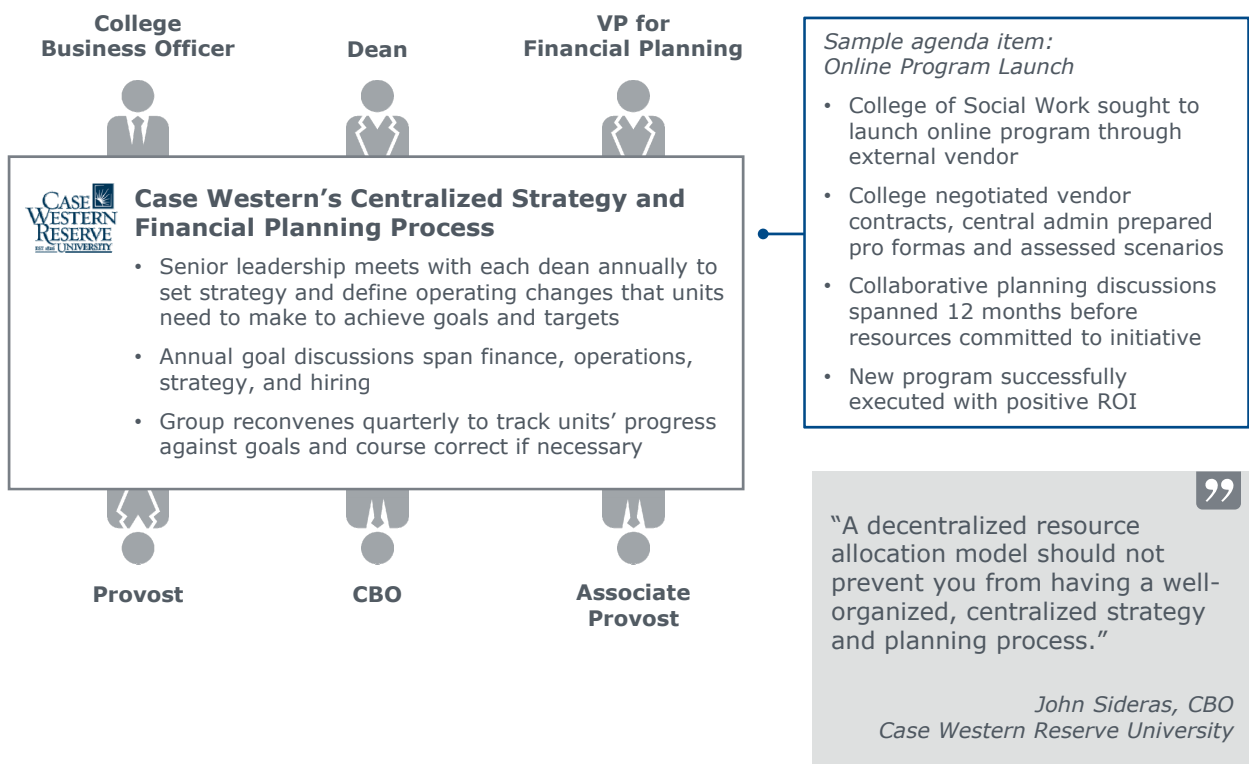 College
Business Officer
Dean
VP for
Financial Planning
CASE
WESTERN
RESERVE
UNIVERSITY
EST 1826
Case Western's Centralized Strategy and
Financial Planning Process
• Senior leadership meets with each dean annually to
set strategy and define operating changes that units
need to make to achieve goals and targets
• Annual goal discussions span finance, operations,
strategy, and hiring
• Group reconvenes quarterly to track units' progress
against goals and course correct if necessary
Provost
CBO
Associate
Provost
Sample agenda item:
Online Program Launch
• College of Social Work sought to
launch online program through
external vendor
• College negotiated vendor
contracts, central admin prepared
pro formas and assessed scenarios
• Collaborative planning discussions
spanned 12 months before
resources committed to initiative
• New program successfully
executed with positive ROI
"A decentralized resource
allocation model should not
prevent you from having a well-
organized, centralized strategy
and planning process."
John Sideras, CBO
Case Western Reserve University